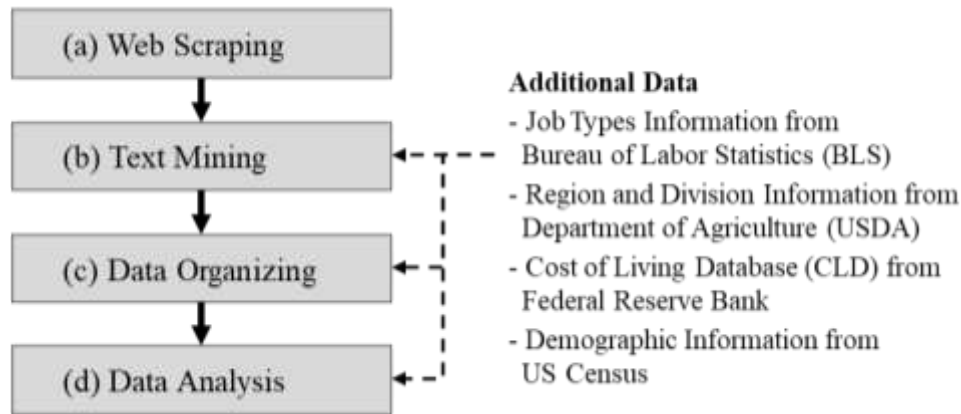 (a) Web Scraping
(b) Text Mining
(c) Data Organizing
(d) Data Analysis
Additional Data
- Job Types Information from
Bureau of Labor Statistics (BLS)
- Region and Division Information from
Department of Agriculture (USDA)
- Cost of Living Database (CLD) from
Federal Reserve Bank
- Demographic Information from
US Census